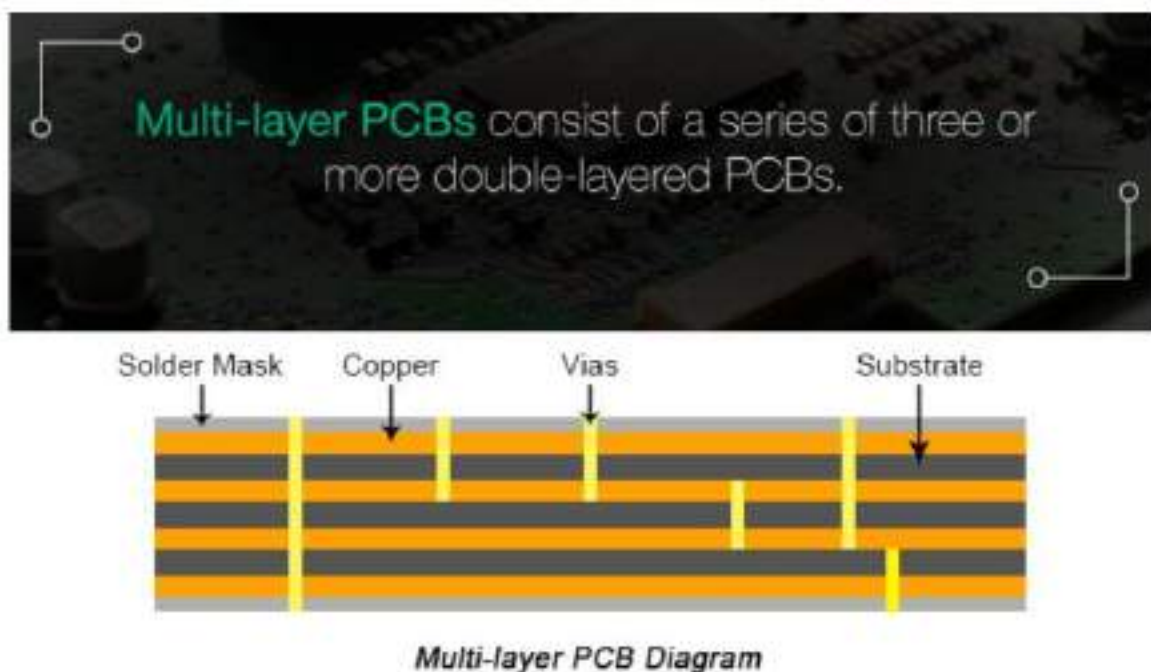 Multi-layer PCBs consist of a series of three or
more double-layered PCBs.
Solder Mask
Copper
Vias
Substrate
Multi-layer PCB Diagram